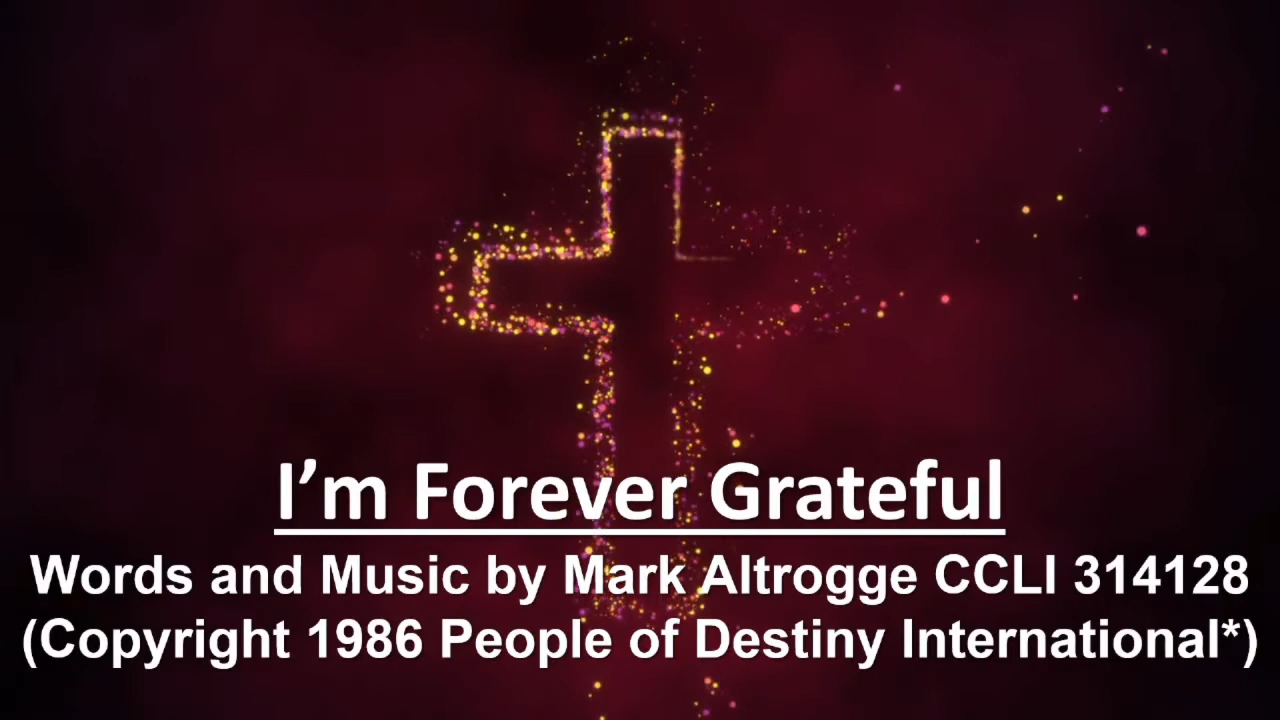 I’m Forever Grateful
Words and Music by Mark Altrogge CCLI 314128
(Copyright 1986 People of Destiny International*)